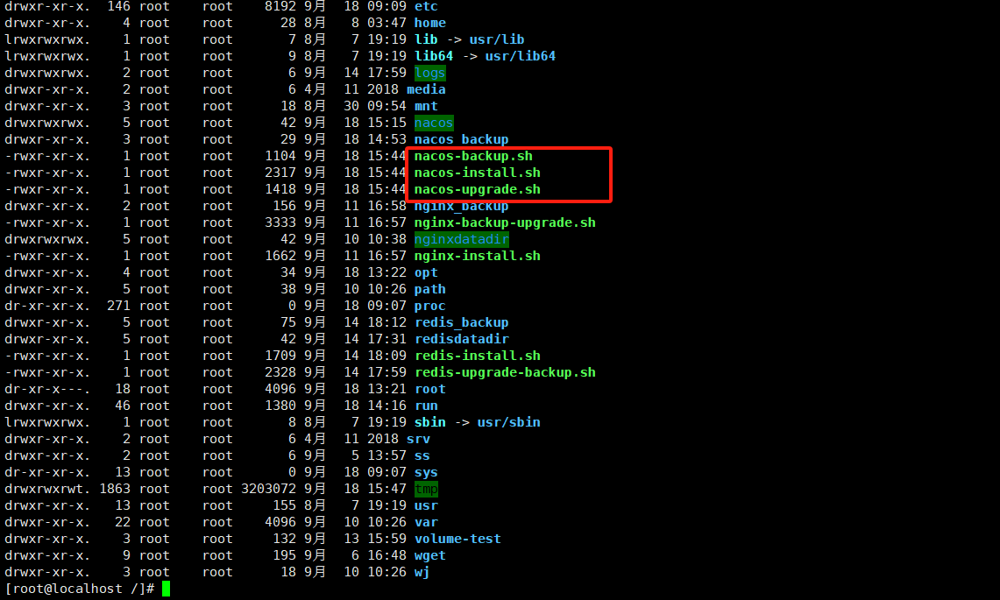 drwxr-xr-x. 146 root root 8192 9月 18 09:09 etc
drwxr-xr-x. 4 root root 28 8月 8 03:47 home
lrwxrwxrwx. 1 root root 7 8月 7 19:19 lib -> usr/lib
lrwxrwxrwx. 1 root root 9 8月 7 19:19 lib64 -> usr/lib64
drwxrwxrwx. 2 root root 6 9月 14 17:59 logs
drwxr-xr-x. 2 root root 6 4月 11 2018 media
drwxr-xr-x. 3 root root 18 8月 30 09:54 mnt
drwxrwxrwx. 5 root root 42 9月 18 15:15 nacos
drwxr-xr-x. 3 root root 29 9月 18 14:53 nacos_backup
-rwxr-xr-x. 1 root root 1104 9月 18 15:44 nacos-backup.sh
-rwxr-xr-x. 1 root root 2317 9月 18 15:44 nacos-install.sh
-rwxr-xr-x. 1 root root 1418 9月 18 15:44 nacos-upgrade.sh
drwxr-xr-x. 2 root root 156 9月 11 16:58 nginx_backup
-rwxr-xr-x. 1 root root 3333 9月 11 16:57 nginx-backup-upgrade.sh
drwxrwxrwx. 5 root root 42 9月 10 10:38 nginxdatadir
-rwxr-xr-x. 1 root root 1662 9月 11 16:57 nginx-install.sh
drwxr-xr-x. 4 root root 34 9月 18 13:22 opt
drwxr-xr-x. 5 root root 38 9月 10 10:26 path
dr-xr-xr-x. 271 root root 0 9月 18 09:07 proc
drwxr-xr-x. 5 root root 75 9月 14 18:12 redis_backup
drwxr-xr-x. 5 root root 42 9月 14 17:31 redisdatadir
-rwxr-xr-x. 1 root root 1709 9月 14 18:09 redis-install.sh
-rwxr-xr-x. 1 root root 2328 9月 14 17:59 redis-upgrade-backup.sh
dr-xr-x---. 18 root root 4096 9月 18 13:21 root
drwxr-xr-x. 46 root root 1380 9月 18 14:16 run
lrwxrwxrwx. 1 root root 8 8月 7 19:19 sbin -> usr/sbin
drwxr-xr-x. 2 root root 6 4月 11 2018 srv
drwxr-xr-x. 2 root root 6 9月 5 13:57 ss
dr-xr-xr-x. 13 root root 0 9月 18 09:07 sys
drwxrwxrwt. 1863 root root 3203072 9月 18 15:47 tmp
drwxr-xr-x. 13 root root 155 8月 7 19:19 usr
drwxr-xr-x. 22 root root 4096 9月 10 10:26 var
drwxr-xr-x. 3 root root 132 9月 13 15:59 volume-test
drwxr-xr-x. 9 root root 195 9月 6 16:48 wget
drwxr-xr-x. 3 root root 18 9月 10 10:26 wj
[root@localhost /]#